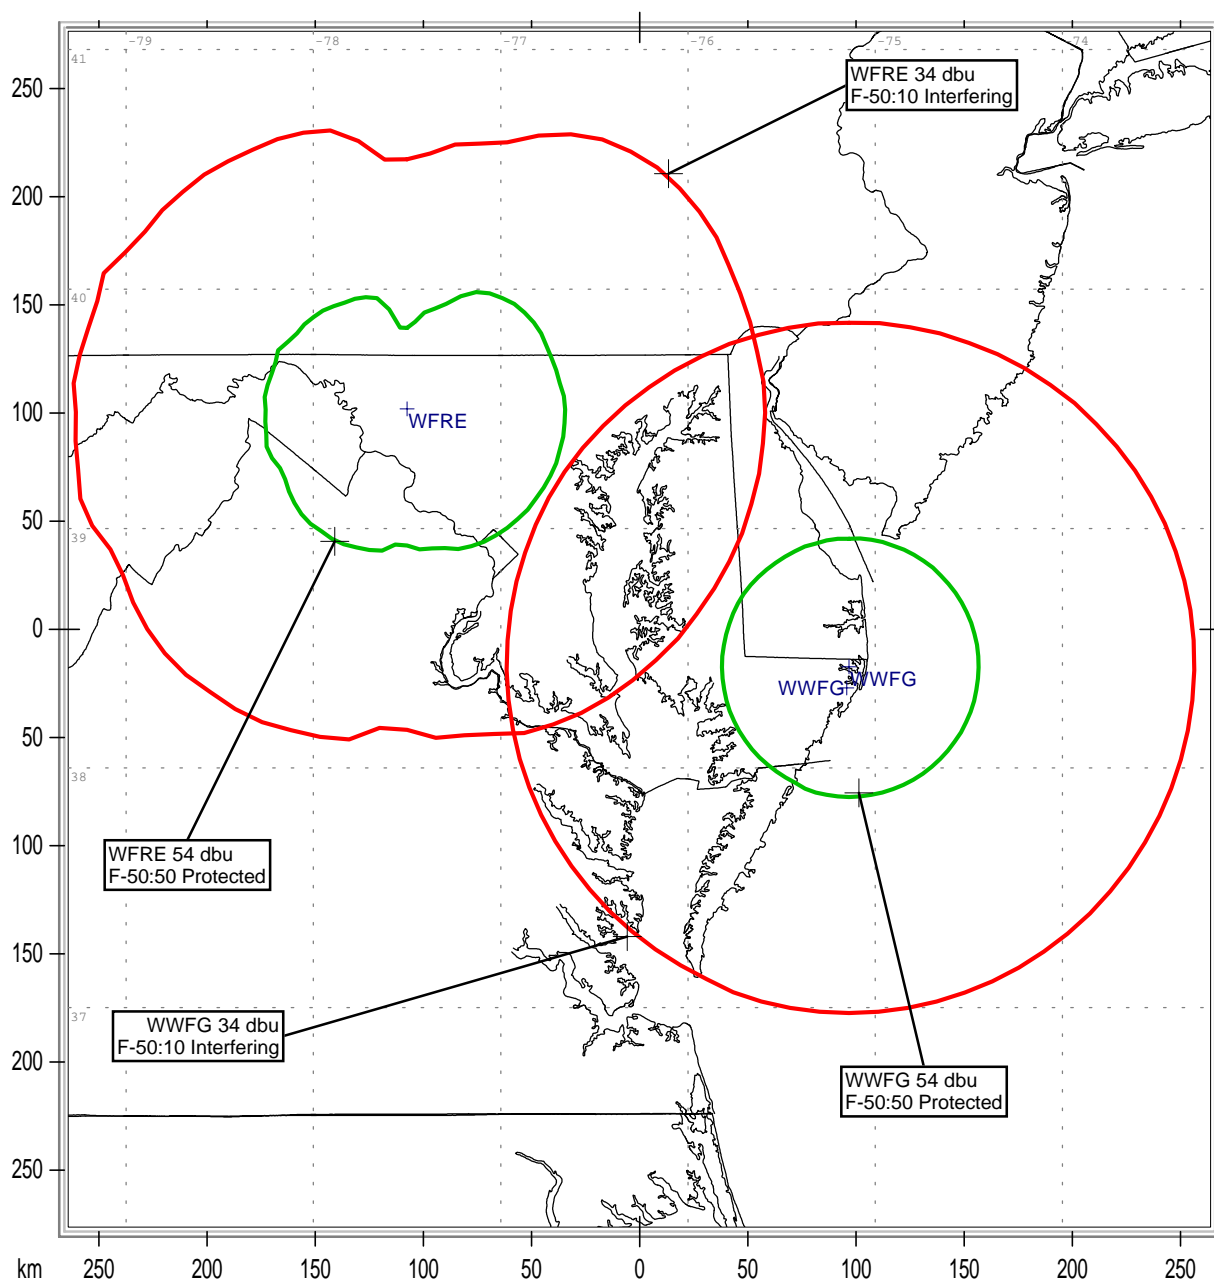 -79
-78
-77
-76
-75
-74
41
WFRE 34 dbu
F-50:10 Interfering
250
200
40
150
100
WFRE
50
39
0
WWFG
WWFG
50
38
100
WFRE 54 dbu
F-50:50 Protected
150
37
WWFG 34 dbu
F-50:10 Interfering
200
WWFG 54 dbu
F-50:50 Protected
250
km
250
200
150
100
50
0
50
100
150
200
250